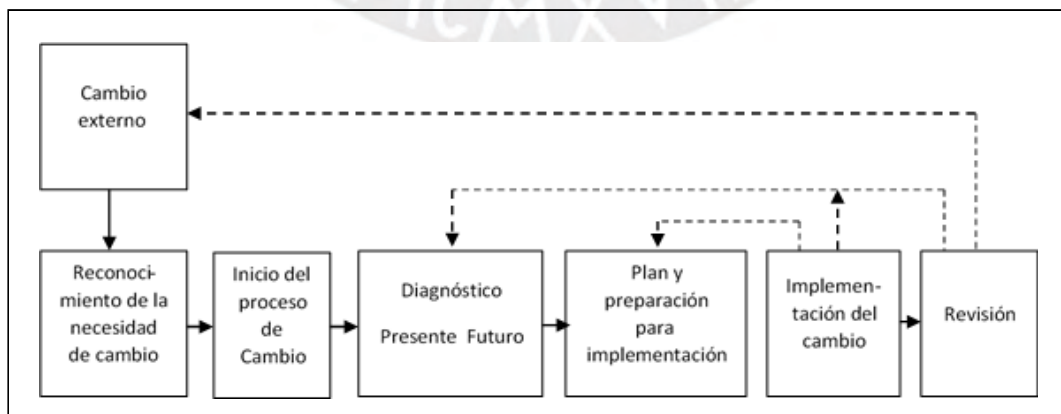 ICMXVI
Cambio
externo
Reconoci-
miento de la
necesidad
de cambio
Inicio del
proceso
de
Cambio
Diagnóstico
Presente Futuro
Plan y
preparación
para
implementación
Implemen-
tación del
cambio
Revisión